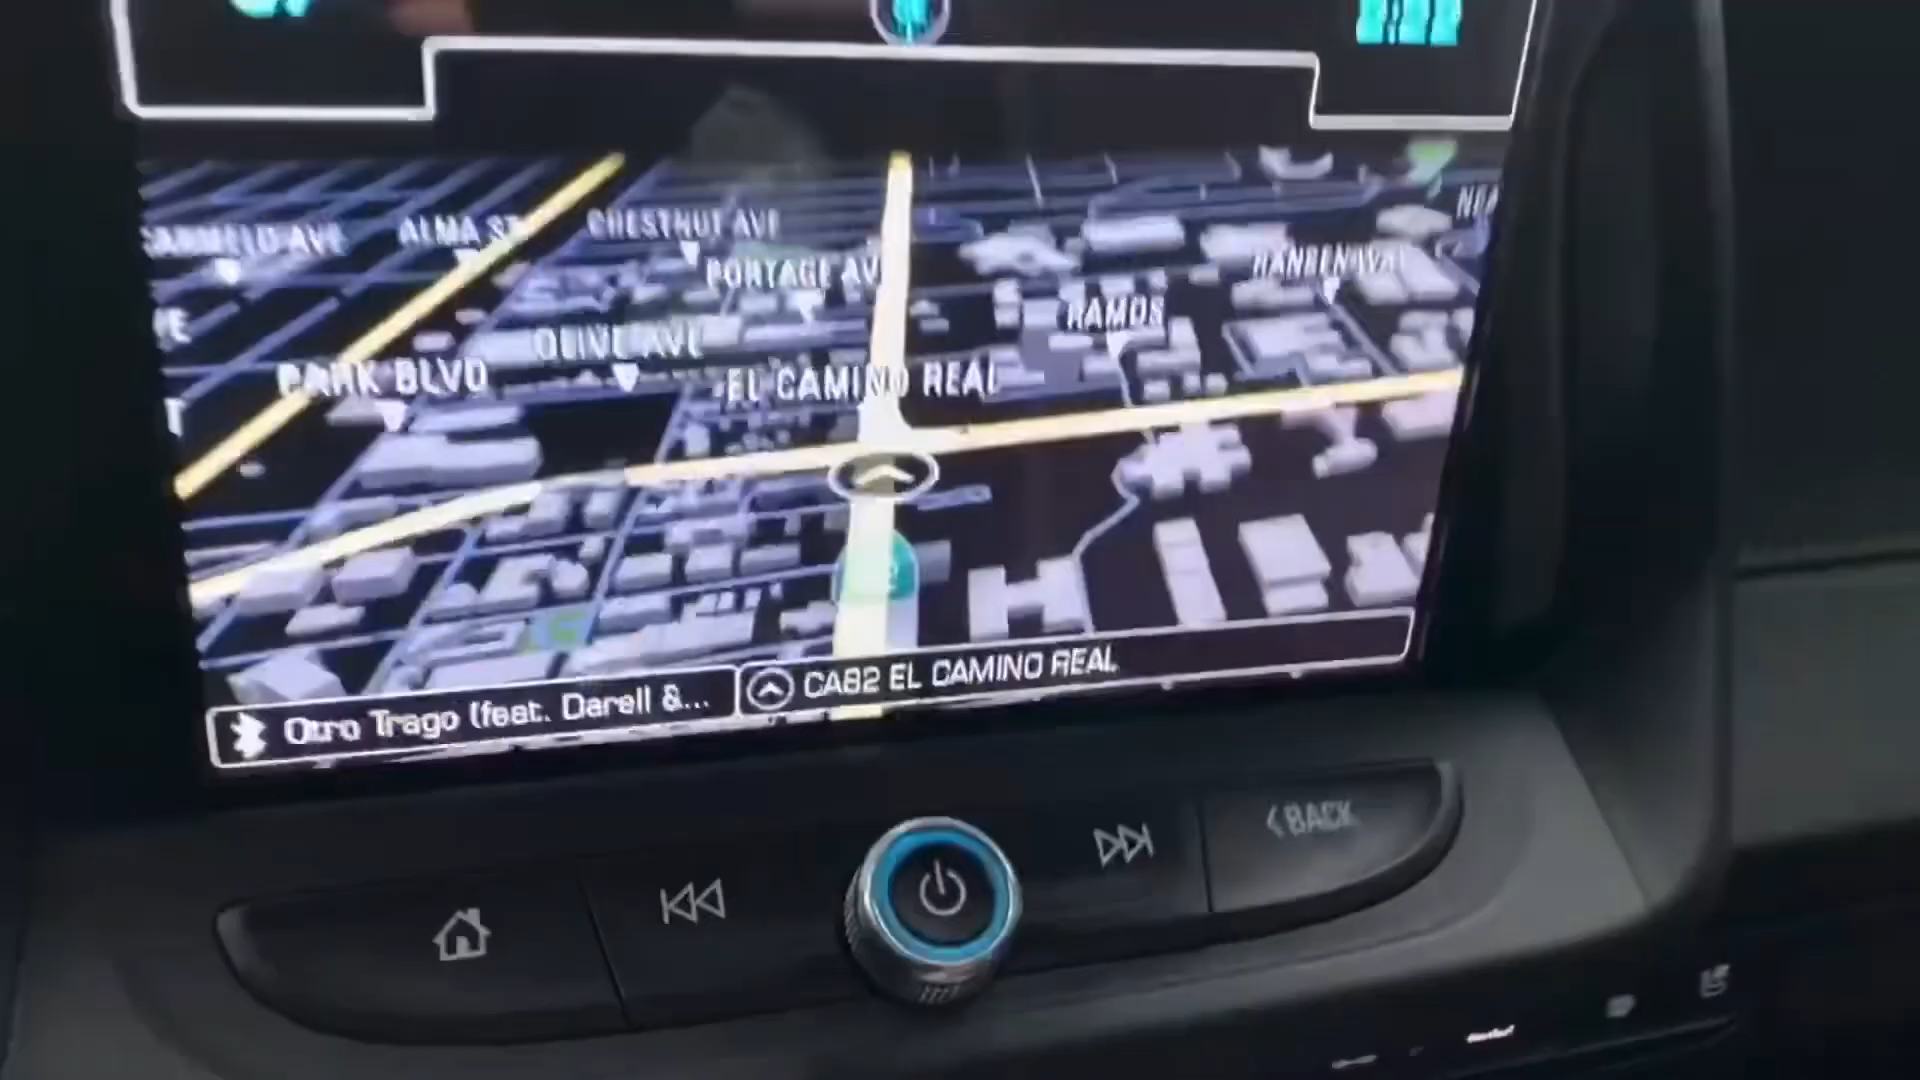 ALMA ST
CHESTNUT AVE
PORTAGE AV
HANSEN WAY
RAMOS
OLIVE AVE
PARK BLVD
EL CAMINO REAL
Otro Trago (feat. Darell &...
CA82 EL CAMINO REAL
BACK